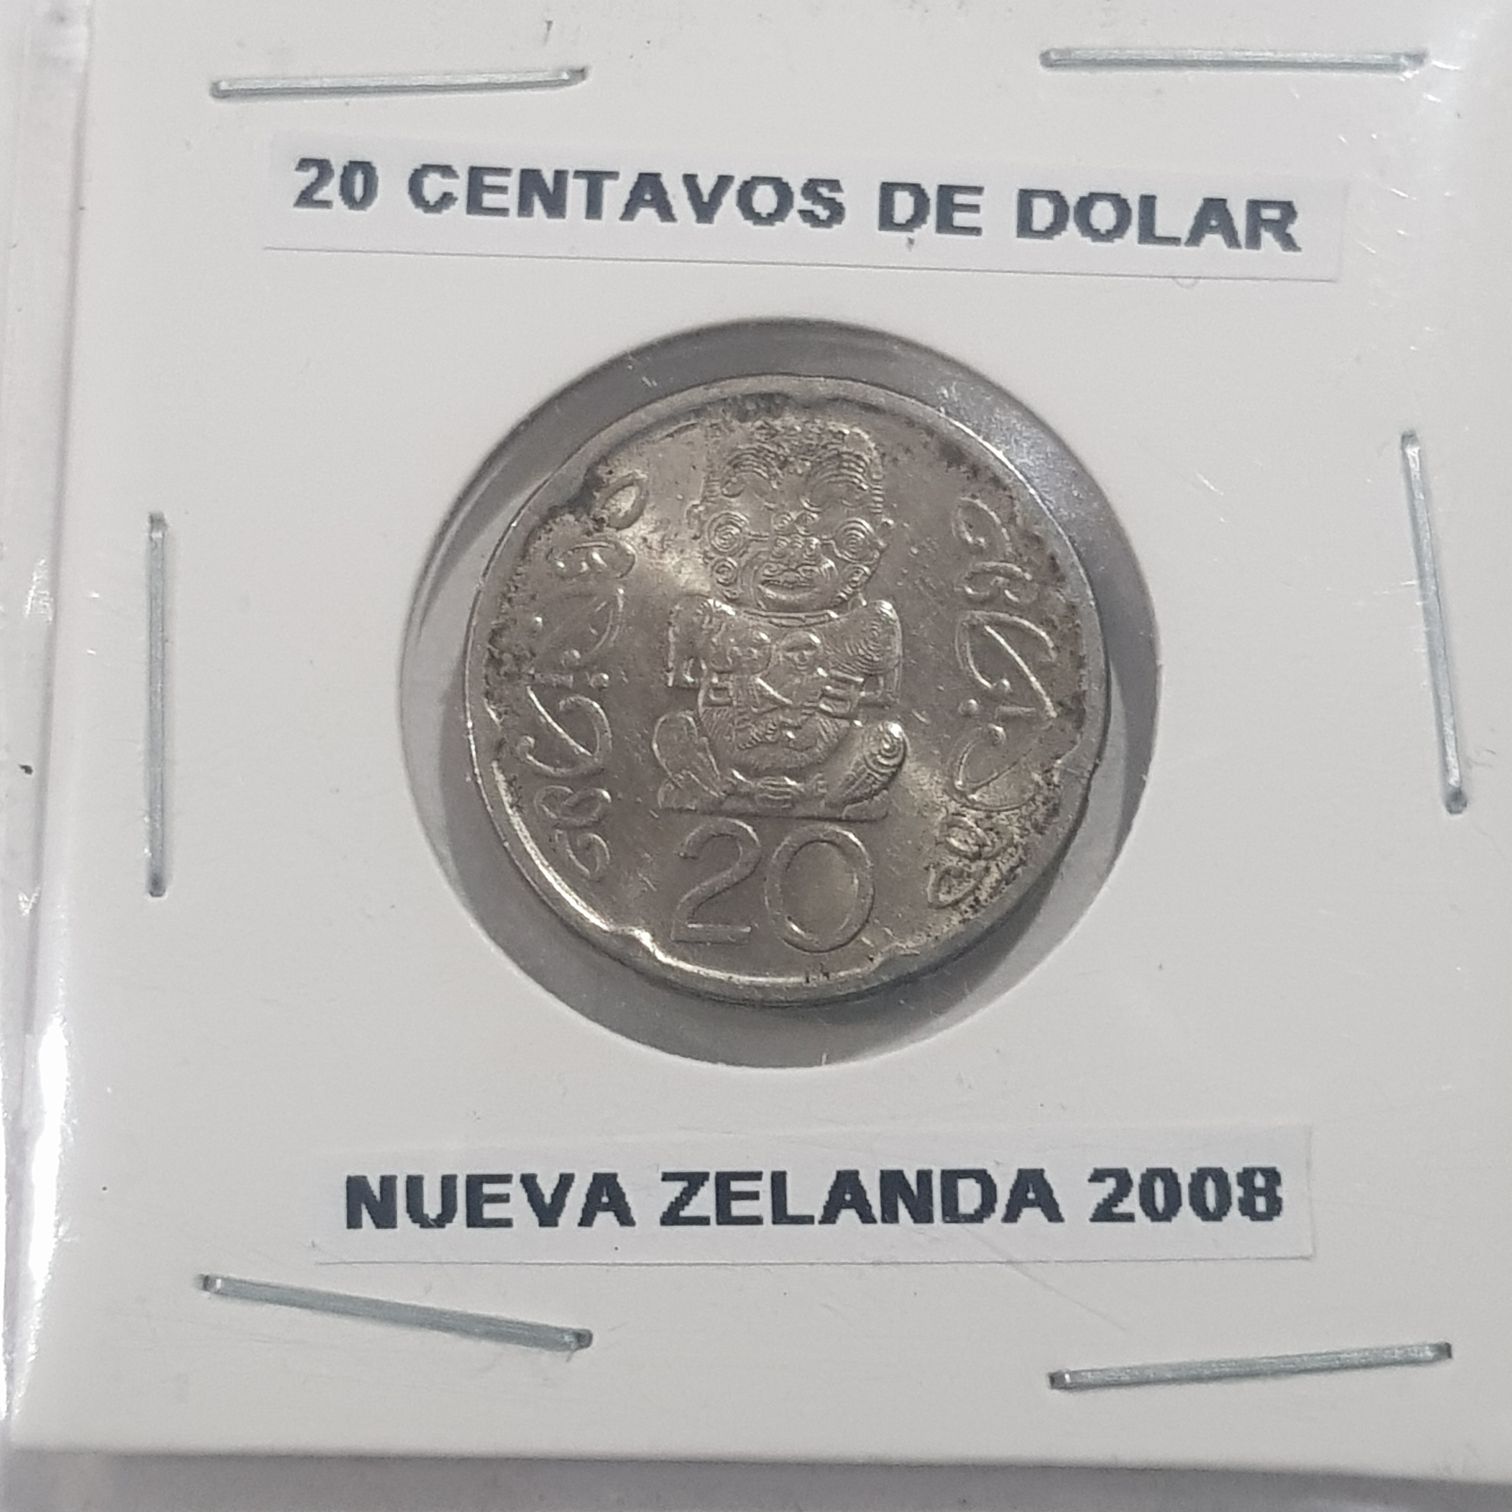 20 CENTAVOS DE DOLAR
20
NUEVA ZELANDA 2008